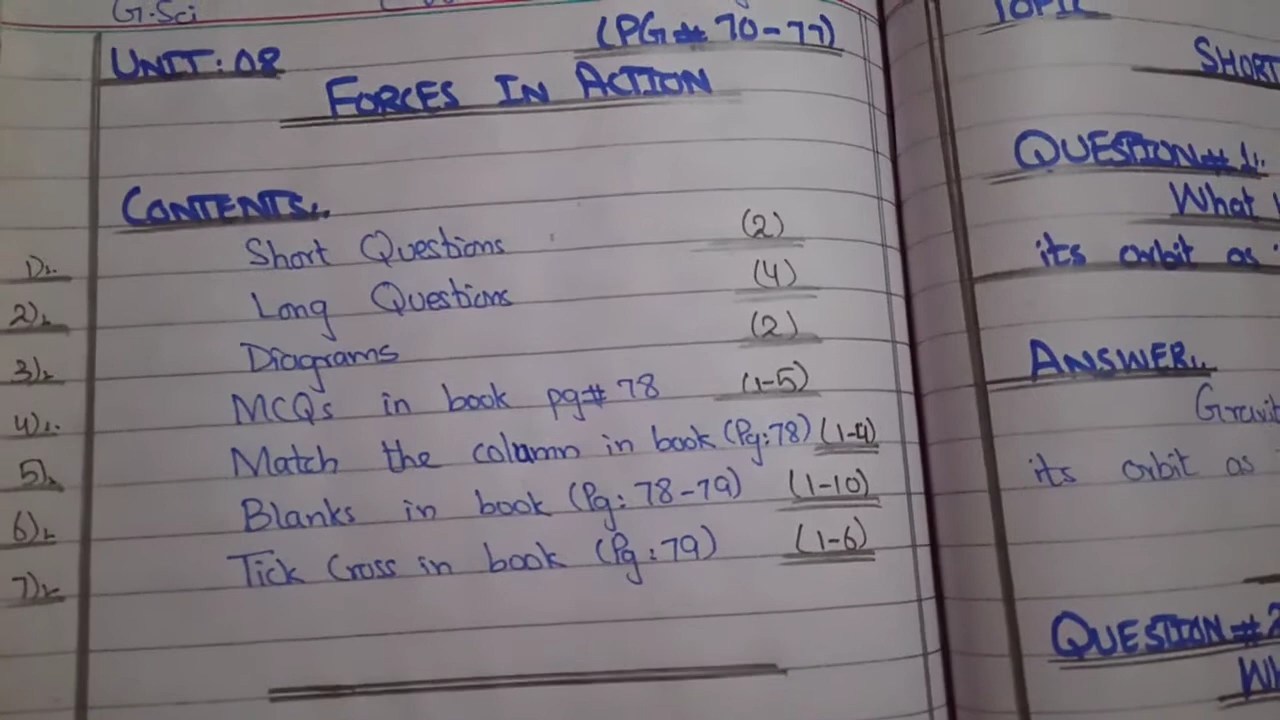 G.Sci
UNIT: 08 (PG# 70-77)
FORCES IN ACTION
CONTENTS:.
1):. Short Questions (2)
2):. Long Questions (4)
3):. Diagrams (2)
4):. MCQs in book pg# 78 (1-5)
5):. Match the column in book (Pg:78) (1-4)
6):. Blanks in book (Pg: 78-79) (1-10)
7):. Tick Cross in book (Pg:79) (1-6)
TOPIC
SHORT
QUESTION# 1:.
What
its orbit as
ANSWER:.
its orbit as
QUESTION #2